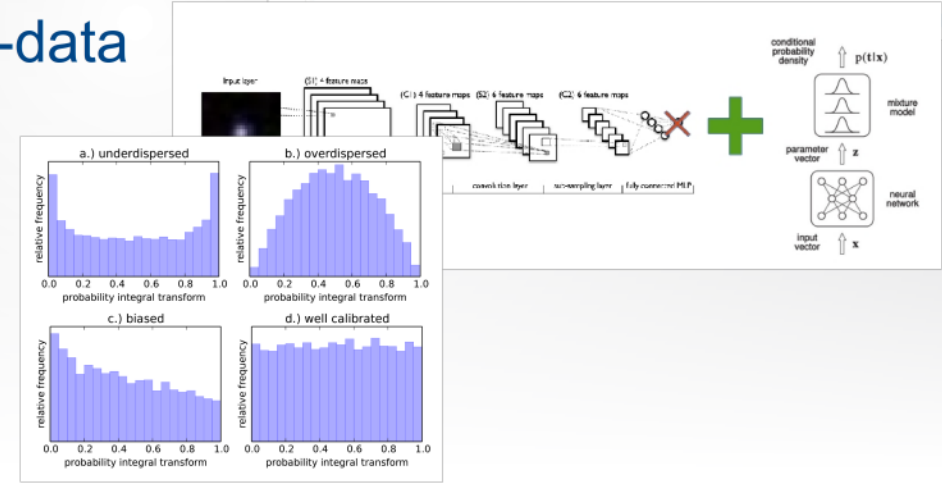 -data
Input layer
(S1) 4 feature maps
(C1) 4 feature maps
(S2) 6 feature maps
(C2) 6 feature maps
convolution layer
sub-sampling layer
fully connected MLP
conditional
probability
density
p(t|x)
mixture
model
parameter
vector
z
neural
network
input
vector
x
a.) underdispersed
relative frequency
0.0 0.2 0.4 0.6 0.8 1.0
probability integral transform
b.) overdispersed
relative frequency
0.0 0.2 0.4 0.6 0.8 1.0
probability integral transform
c.) biased
relative frequency
0.0 0.2 0.4 0.6 0.8 1.0
probability integral transform
d.) well calibrated
relative frequency
0.0 0.2 0.4 0.6 0.8 1.0
probability integral transform